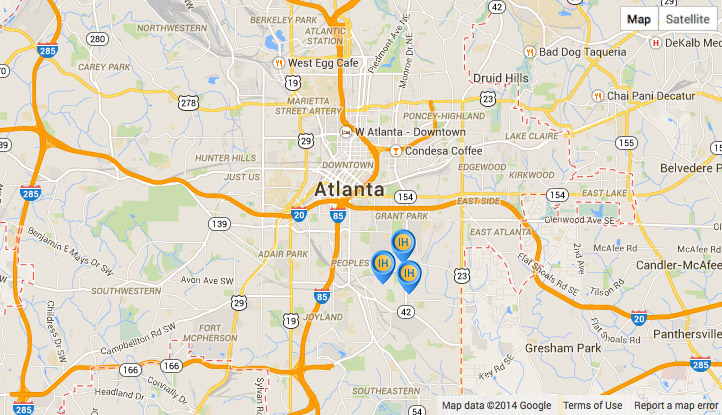 Map
Satellite
BERKELEY PARK
ATLANTIC
STATION
Piedmont Ave NE
Monroe Dr NE
42
NORTHWESTERN
280
CAREY PARK
285
West Egg Cafe
19
Bad Dog Taqueria
DeKalb Med
Druid Hills
278
MARIETTA
STREET ARTERY
23
Chai Pani Decatur
PONCEY-HIGHLAND
29
W Atlanta - Downtown
LAKE CLAIRE
155
HUNTER HILLS
Condesa Coffee
DOWNTOWN
EDGEWOOD
JUST US
KIRKWOOD
Belvedere P
285
Atlanta
154
EAST LAKE
154
20
85
GRANT PARK
EAST SIDE
139
Glenwood Ave SE
EAST ATLANTA
Benjamin E Mays Dr SW
ADAIR PARK
IH
2nd Ave
McAfee Rd
McAfee Rd
PEOPLES
IH
IH
Flat Shoals Rd SE
Candler-McAfee
Avon Ave SW
23
Tilson Rd
SOUTHWESTERN
85
29
42
20
Childress Dr SW
Campbellton Rd SW
FORT
MCPHERSON
19
JOYLAND
Flat Shoals Rd
Panthersville
Gresham Park
166
166
285
Key Rd SE
Connally Dr
Headland Dr
Sylvan Rd
SOUTHEASTERN
285
Map data ©2014 Google
Terms of Use
Report a map error